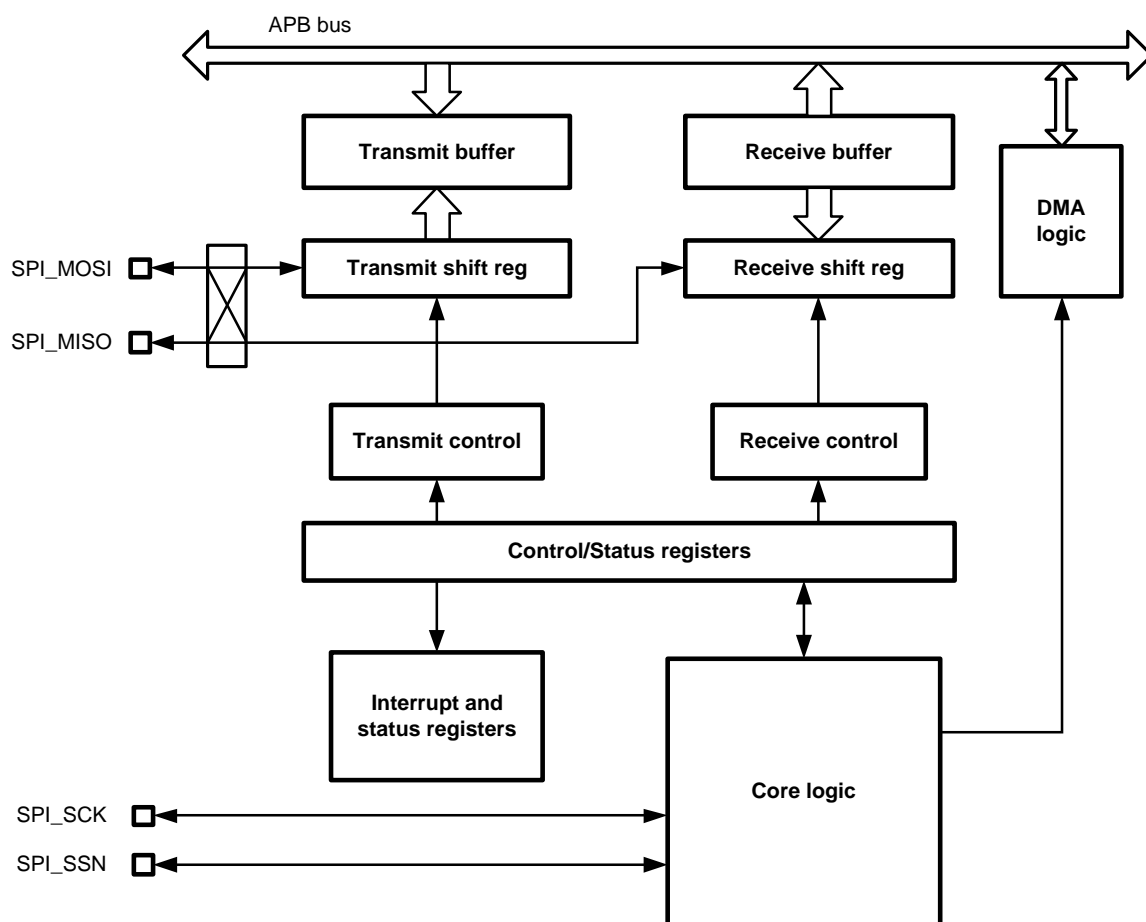 APB bus
Transmit buffer
Receive buffer
DMA
logic
SPI_MOSI
Transmit shift reg
Receive shift reg
SPI_MISO
Transmit control
Receive control
Control/Status registers
Interrupt and
status registers
Core logic
SPI_SCK
SPI_SSN